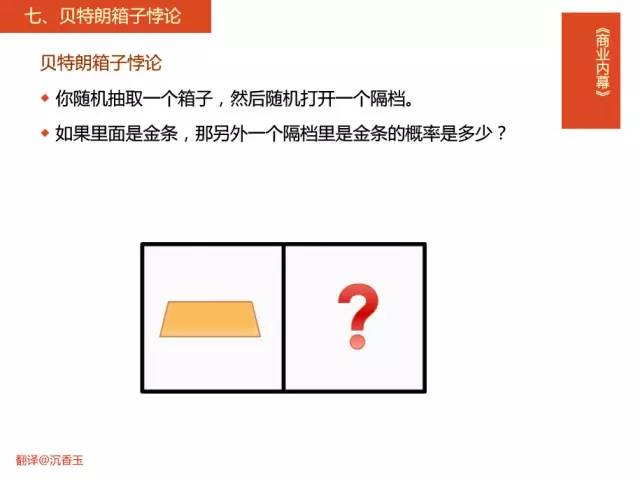 七、贝特朗箱子悖论
《商业内幕》
贝特朗箱子悖论
你随机抽取一个箱子，然后随机打开一个隔档。
如果里面是金条，那另外一个隔档里是金条的概率是多少？
?
翻译@沉香玉